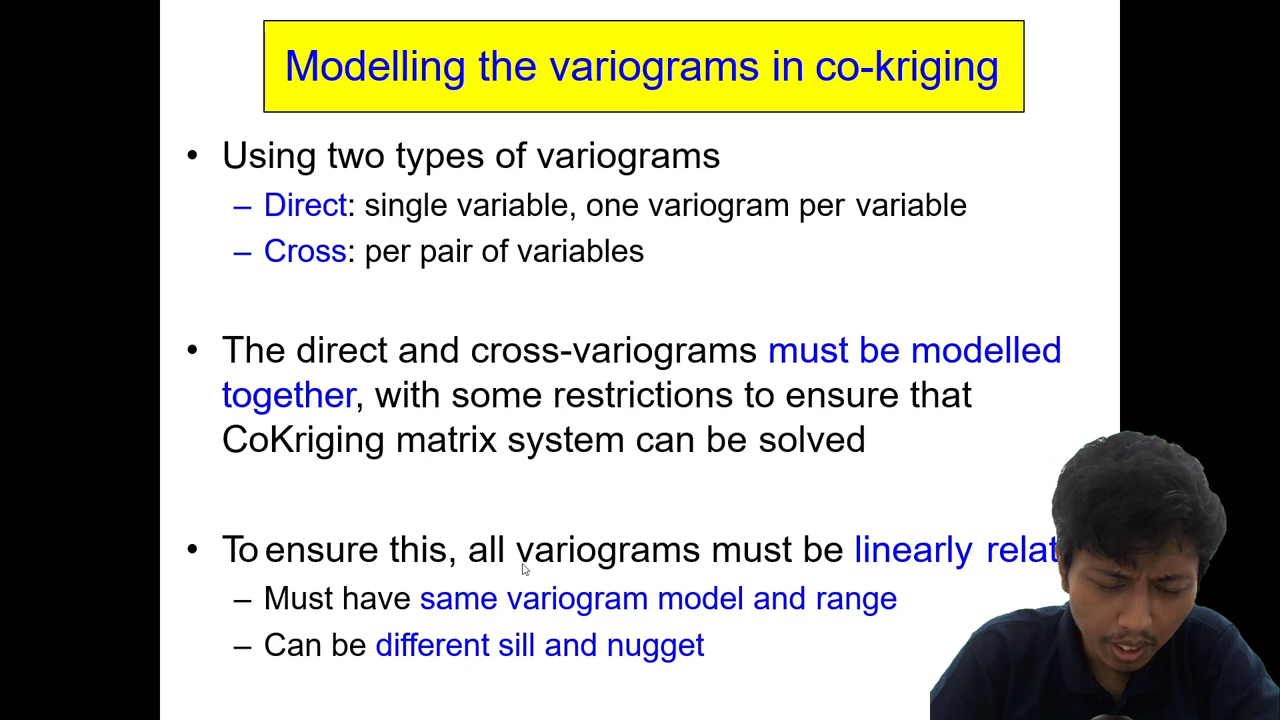 Modelling the variograms in co-kriging
• Using two types of variograms
– Direct: single variable, one variogram per variable
– Cross: per pair of variables
• The direct and cross-variograms must be modelled
together, with some restrictions to ensure that
CoKriging matrix system can be solved
• To ensure this, all variograms must be linearly relat
– Must have same variogram model and range
– Can be different sill and nugget